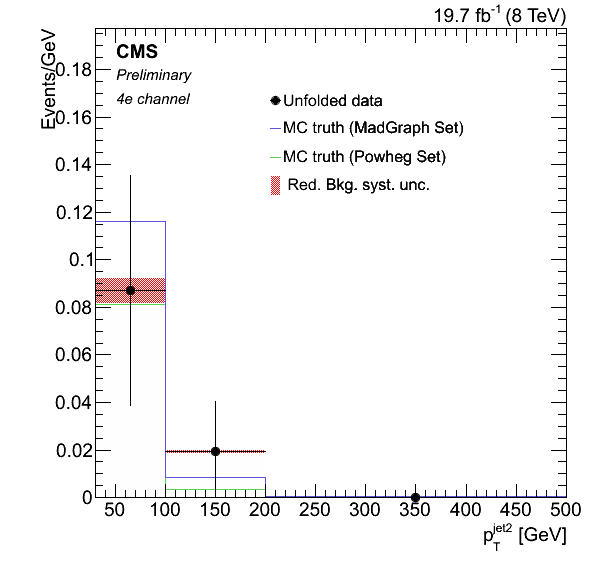 19.7 fb⁻¹ (8 TeV)
Events/GeV
CMS
Preliminary
4e channel
Unfolded data
MC truth (MadGraph Set)
MC truth (Powheg Set)
Red. Bkg. syst. unc.
0.18
0.16
0.14
0.12
0.1
0.08
0.06
0.04
0.02
0
50 100 150 200 250 300 350 400 450 500
p_T^jet2 [GeV]